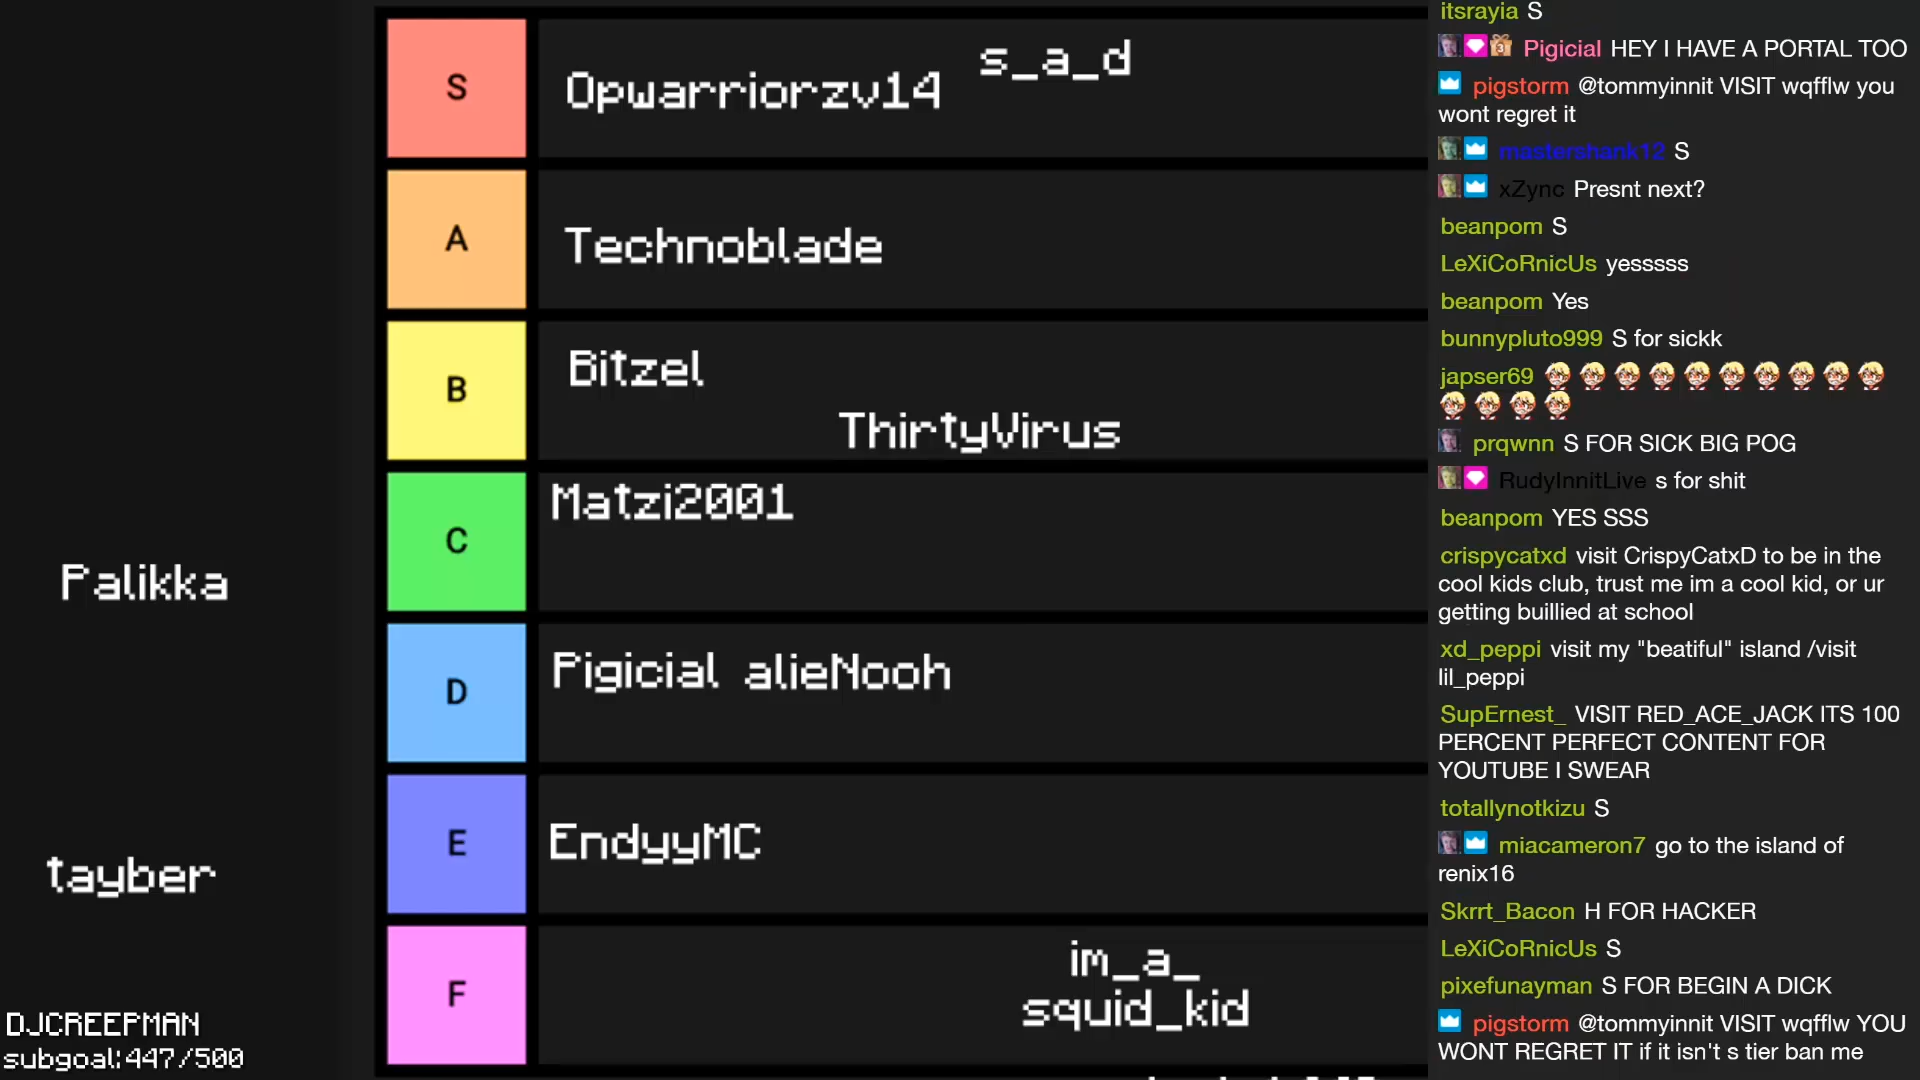 S
Opwarriorzv14
s_a_d
A
Technoblade
B
Bitzel
ThirtyVirus
C
Matzi2001
Palikka
D
Pigicial alieNooh
E
EndyyMC
tayber
F
im_a_
squid_kid
DJCREEPMAN
subgoal:447/500
itsrayia S
3 Pigicial HEY I HAVE A PORTAL TOO
pigstorm @tommyinnit VISIT wqfflw you
wont regret it
mastershank12 S
xZync Presnt next?
beanpom S
LeXiCoRnicUs yesssss
beanpom Yes
bunnypluto999 S for sickk
japser69
prqwnn S FOR SICK BIG POG
RudyInnitLive s for shit
beanpom YES SSS
crispycatxd visit CrispyCatxD to be in the
cool kids club, trust me im a cool kid, or ur
getting buillied at school
xd_peppi visit my "beatiful" island /visit
lil_peppi
SupErnest_ VISIT RED_ACE_JACK ITS 100
PERCENT PERFECT CONTENT FOR
YOUTUBE I SWEAR
totallynotkizu S
miacameron7 go to the island of
renix16
Skrrt_Bacon H FOR HACKER
LeXiCoRnicUs S
pixefunayman S FOR BEGIN A DICK
pigstorm @tommyinnit VISIT wqfflw YOU
WONT REGRET IT if it isn't s tier ban me